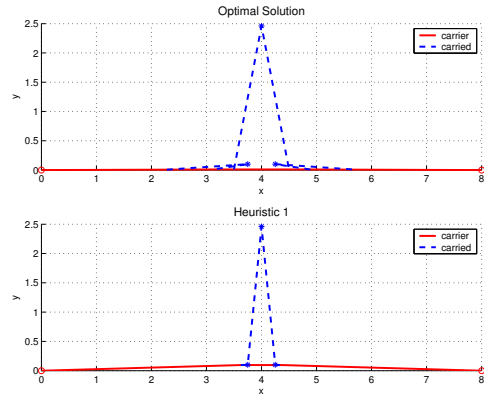 Optimal Solution
2.5
2
1.5
1
0.5
0
y
carrier
carried
0 1 2 3 4 5 6 7 8
x
Heuristic 1
2.5
2
1.5
1
0.5
0
y
carrier
carried
0 1 2 3 4 5 6 7 8
x